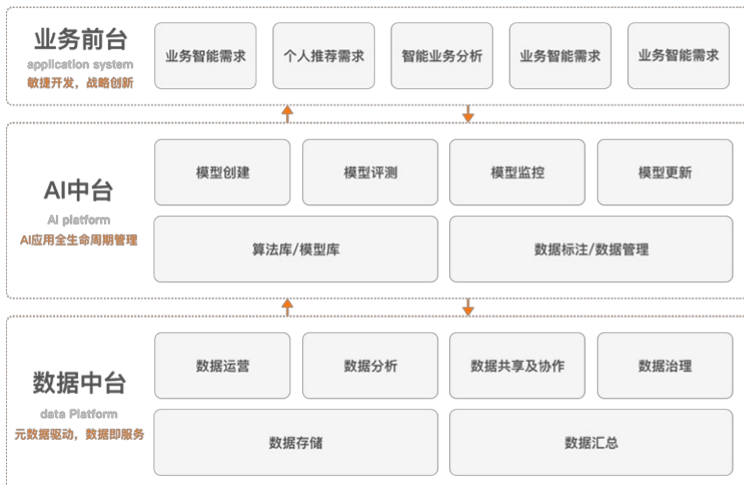 业务前台
application system
敏捷开发，战略创新
业务智能需求
个人推荐需求
智能业务分析
业务智能需求
业务智能需求
AI中台
AI platform
AI应用全生命周期管理
模型创建
模型评测
模型监控
模型更新
算法库/模型库
数据标注/数据管理
数据中台
data Platform
元数据驱动，数据即服务
数据运营
数据分析
数据共享及协作
数据治理
数据存储
数据汇总